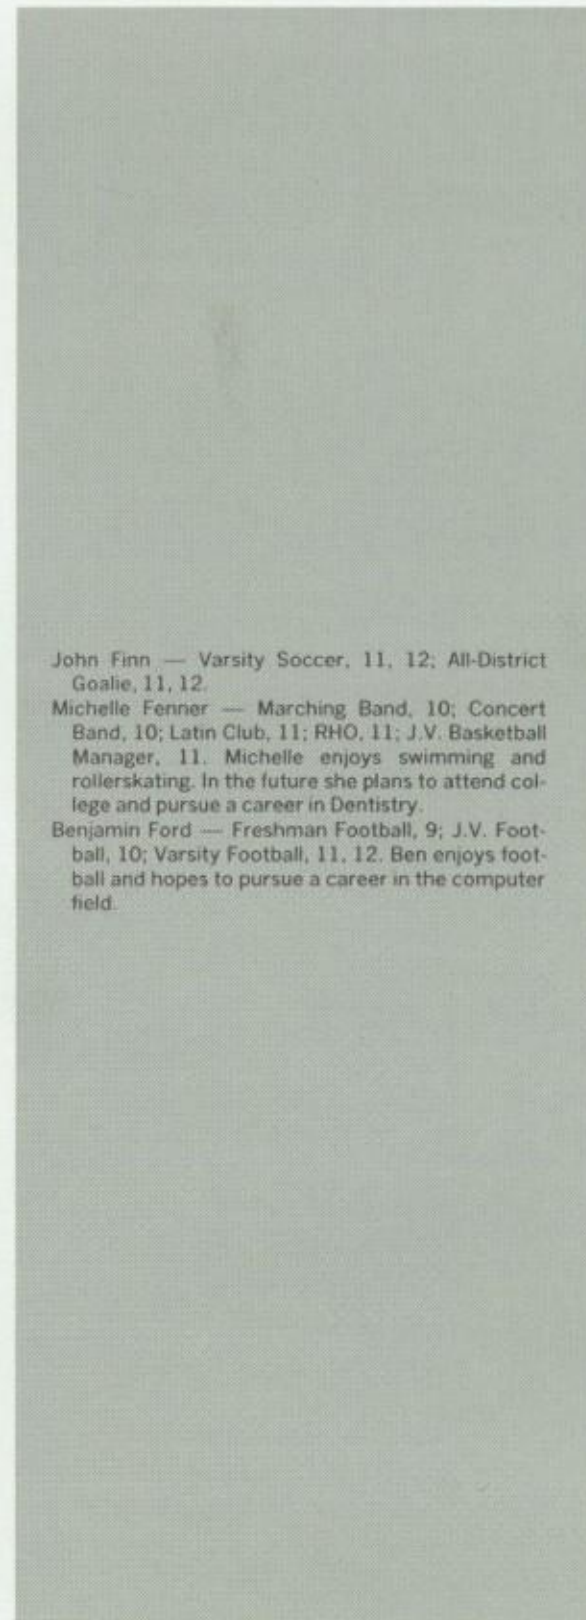 John Finn — Varsity Soccer, 11, 12; All-District
Goalie, 11, 12.
Michelle Fenner — Marching Band, 10; Concert
Band, 10; Latin Club, 11; RHO, 11; J.V. Basketball
Manager, 11. Michelle enjoys swimming and
rollerskating. In the future she plans to attend col-
lege and pursue a career in Dentistry.
Benjamin Ford — Freshman Football, 9; J.V. Foot-
ball, 10; Varsity Football, 11, 12. Ben enjoys foot-
ball and hopes to pursue a career in the computer
field.